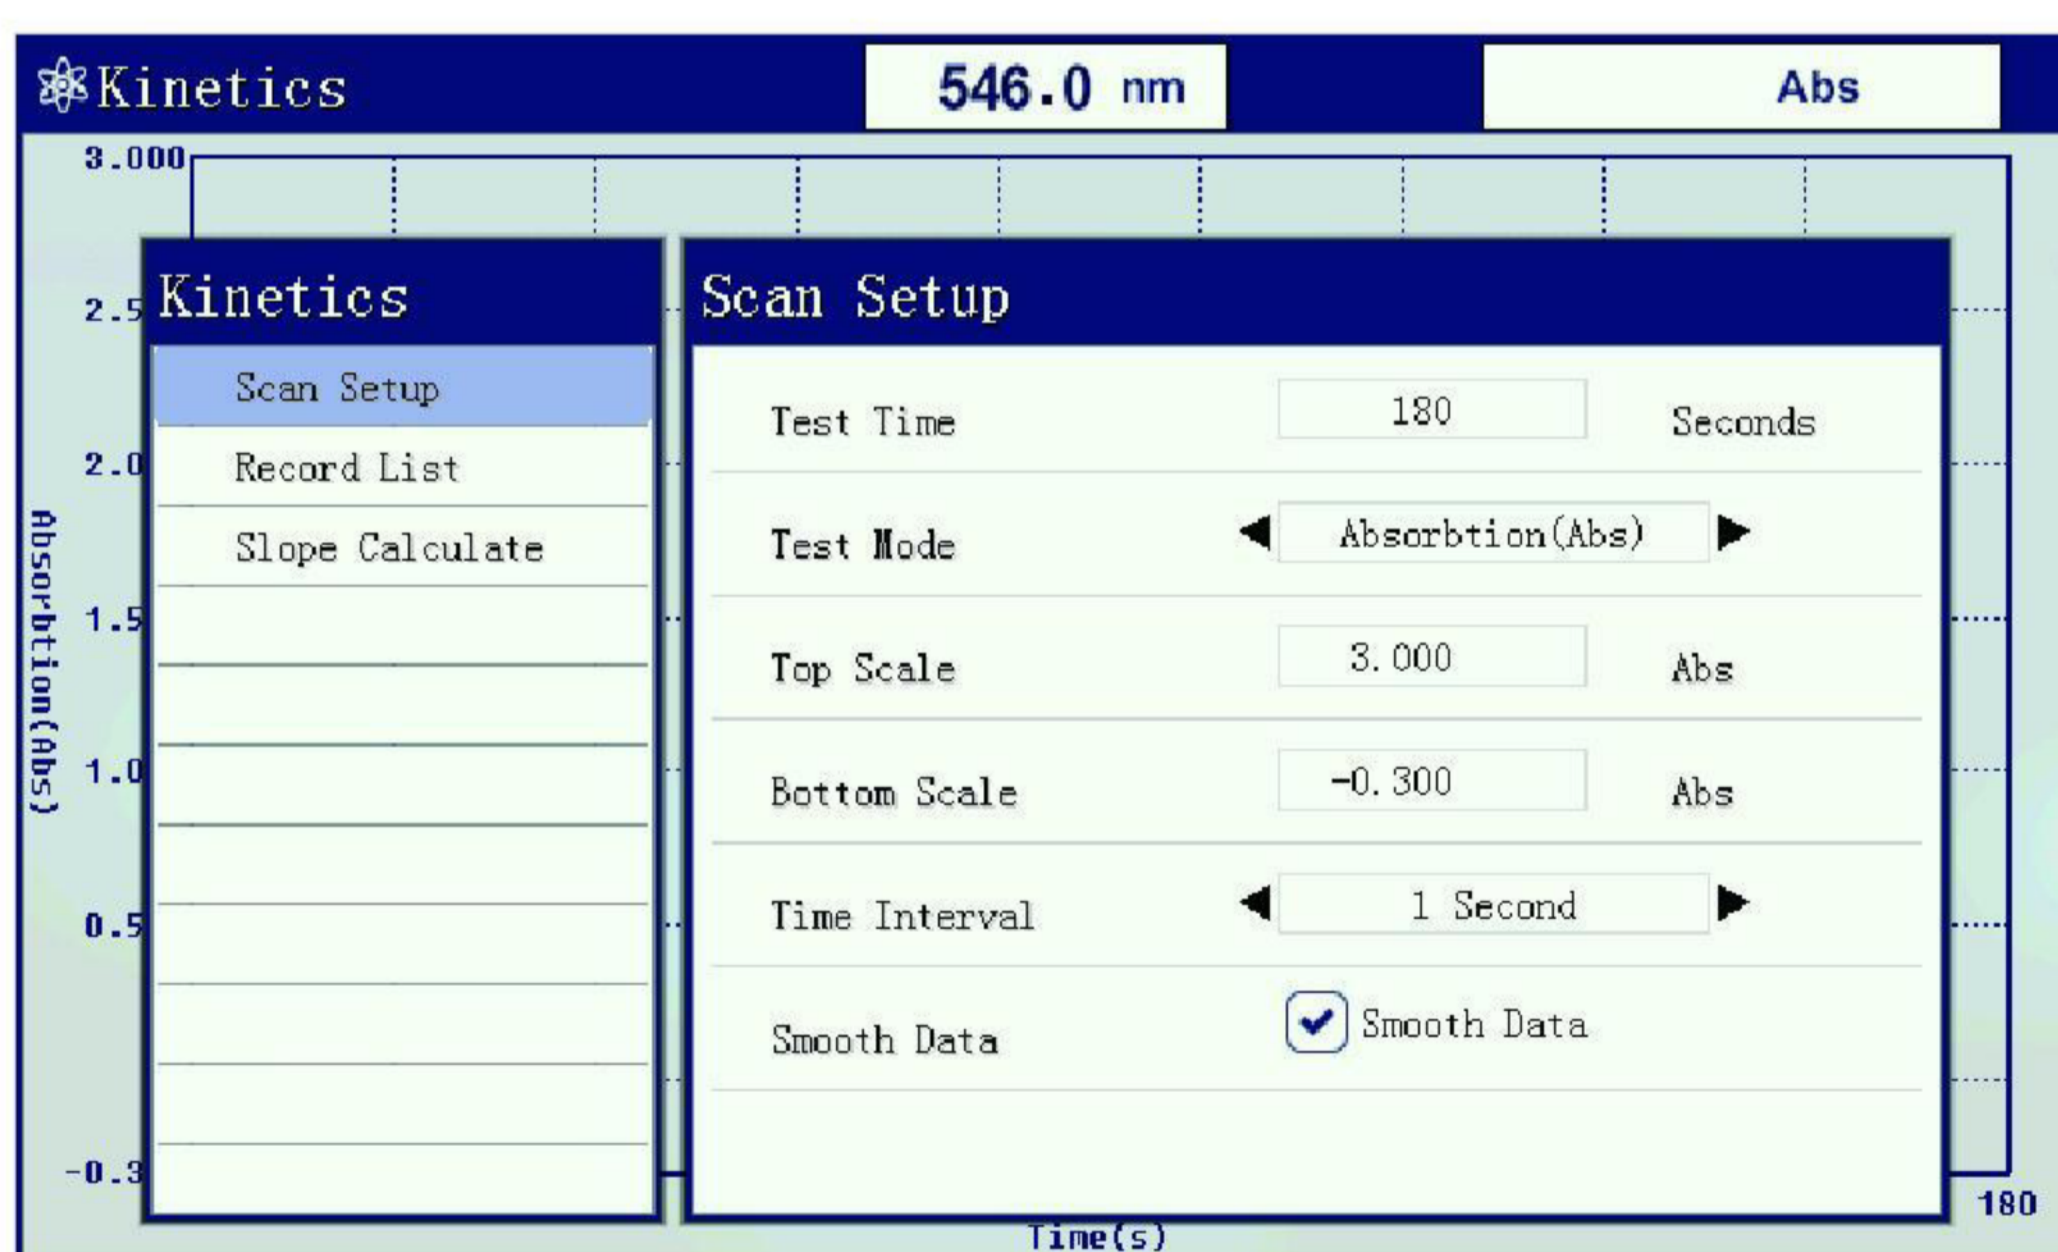 Kinetics
546.0 nm
Abs
3.000
2.5
2.0
1.5
1.0
0.5
-0.3
Absorbtion(Abs)
Kinetics
Scan Setup
Record List
Slope Calculate
Scan Setup
Test Time 180 Seconds
Test Mode Absorbtion(Abs)
Top Scale 3.000 Abs
Bottom Scale -0.300 Abs
Time Interval 1 Second
Smooth Data Smooth Data
180
Time(s)